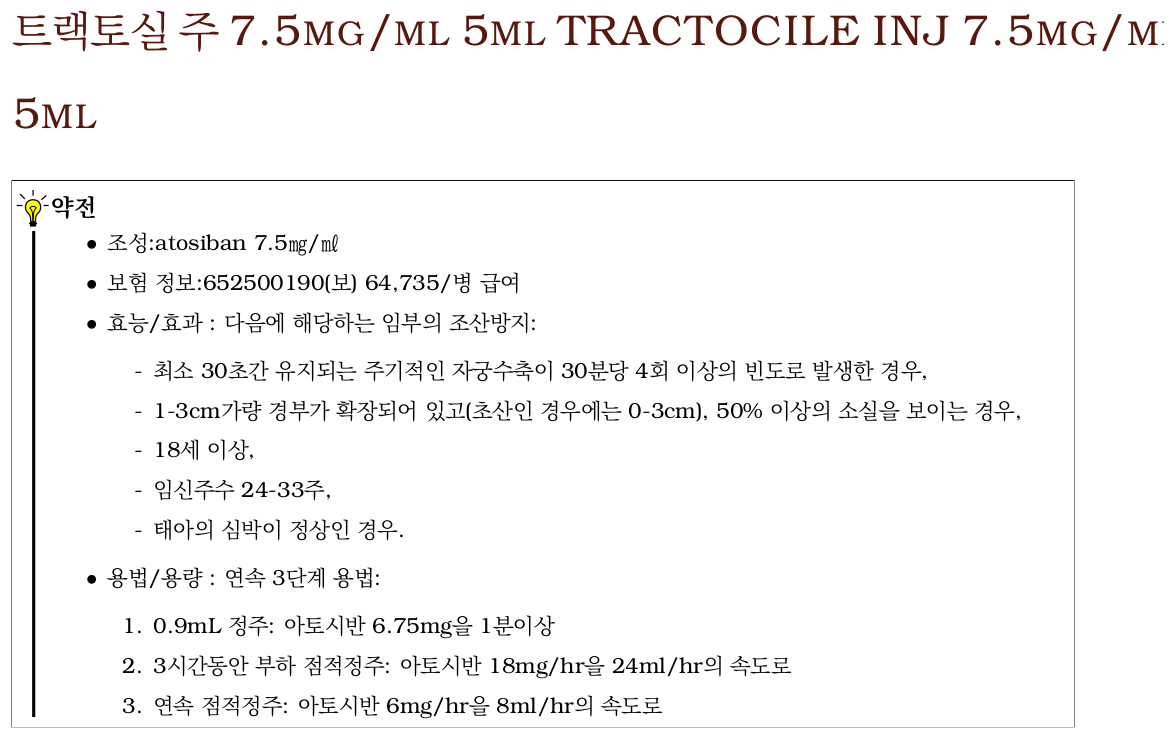 트랙토실 주 7.5MG/ML 5ML TRACTOCILE INJ 7.5MG/ML
5ML
약전
• 조성:atosiban 7.5㎎/㎖
• 보험 정보:652500190(보) 64,735/병 급여
• 효능/효과 : 다음에 해당하는 임부의 조산방지:
- 최소 30초간 유지되는 주기적인 자궁수축이 30분당 4회 이상의 빈도로 발생한 경우,
- 1-3cm가량 경부가 확장되어 있고(초산인 경우에는 0-3cm), 50% 이상의 소실을 보이는 경우,
- 18세 이상,
- 임신주수 24-33주,
- 태아의 심박이 정상인 경우.
• 용법/용량 : 연속 3단계 용법:
1. 0.9mL 정주: 아토시반 6.75mg을 1분이상
2. 3시간동안 부하 점적정주: 아토시반 18mg/hr을 24ml/hr의 속도로
3. 연속 점적정주: 아토시반 6mg/hr을 8ml/hr의 속도로